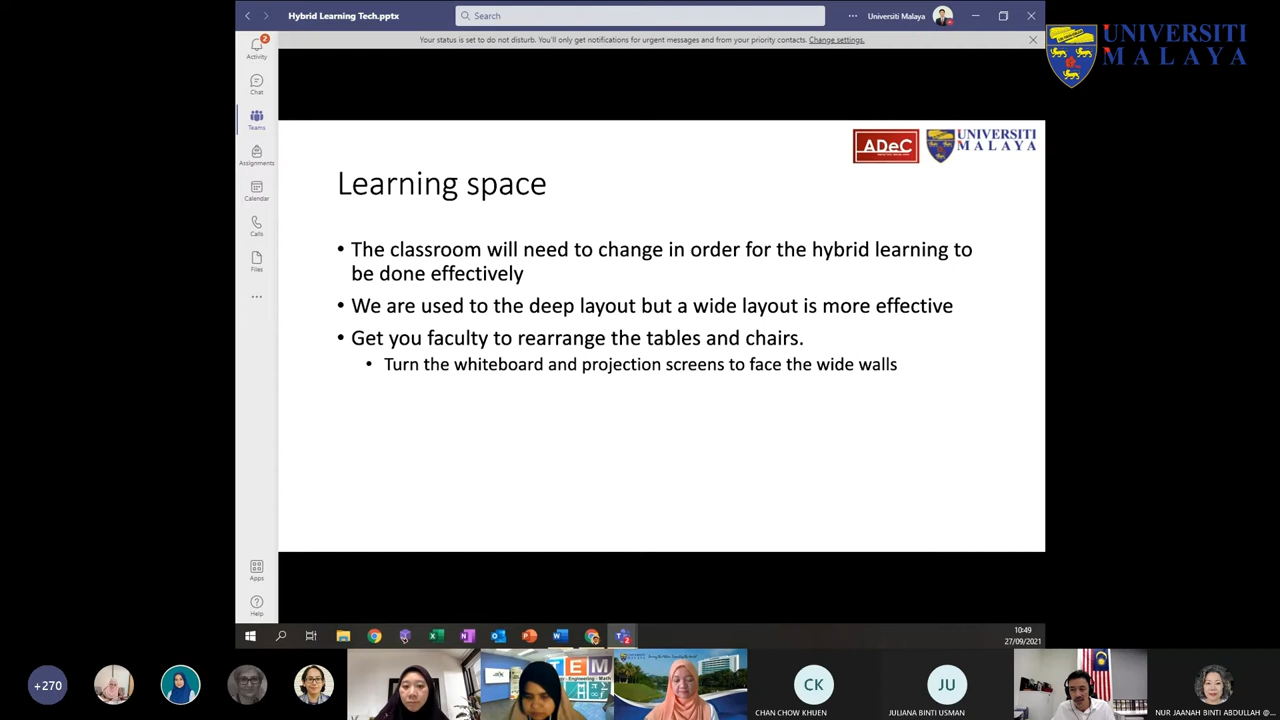 Hybrid Learning Tech.pptx
Search
Universiti Malaya
UNIVERSITI
MALAYA
Your status is set to do not disturb. You'll only get notifications for urgent messages and from your priority contacts. Change settings.
2
Activity
Chat
Teams
Assignments
Calendar
Calls
Files
Apps
Help
ADeC
UNIVERSITI
MALAYA
Learning space
• The classroom will need to change in order for the hybrid learning to
be done effectively
• We are used to the deep layout but a wide layout is more effective
• Get you faculty to rearrange the tables and chairs.
• Turn the whiteboard and projection screens to face the wide walls
10:49
27/09/2021
+270
CK
CHAN CHOW KHUEN
JU
JULIANA BINTI USMAN
NUR JAANAH BINTI ABDULLAH @...